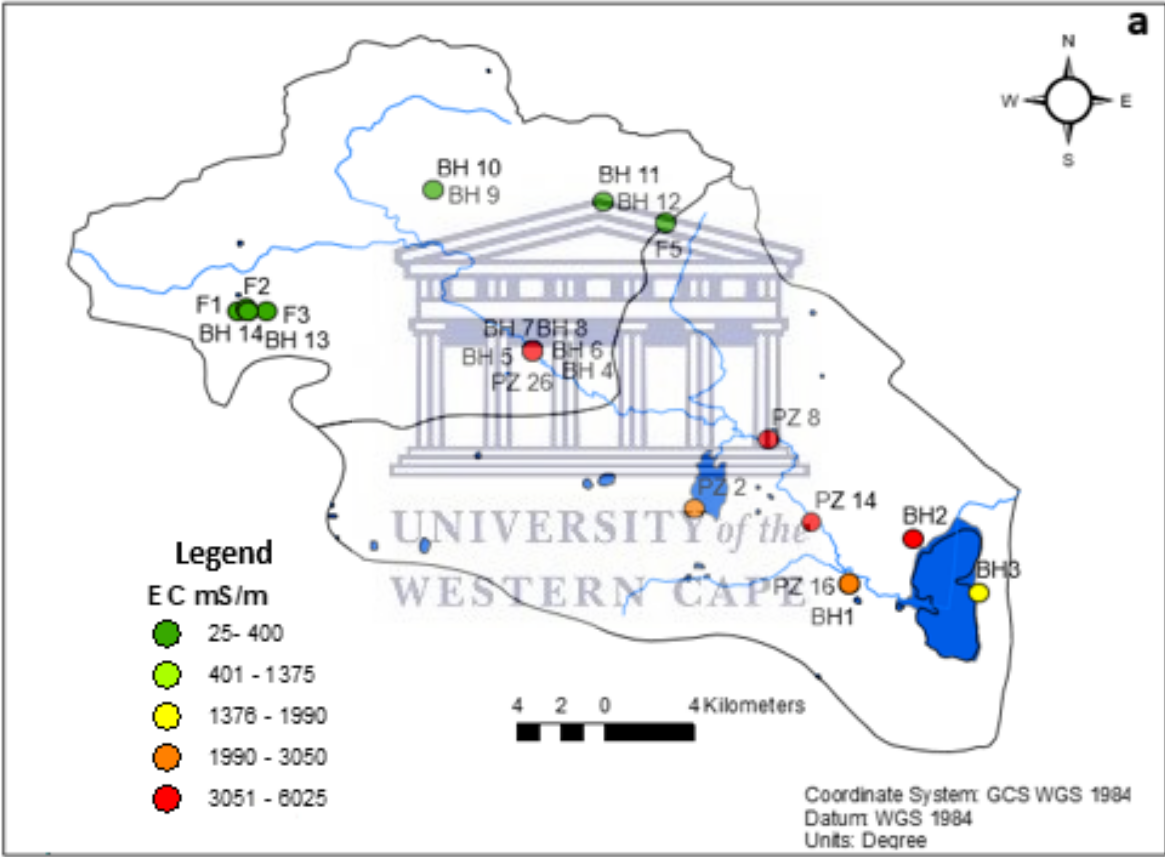 a
N
W E
S
BH 10
BH 9
BH 11
BH 12
F5
F2
F1
F3
BH 14
BH 13
BH 7
BH 8
BH 5
BH 6
BH 4
PZ 26
PZ 8
PZ 2
PZ 14
BH2
BH3
PZ 16
BH1
UNIVERSITY of the
WESTERN CAPE
Legend
EC mS/m
25- 400
401 - 1375
1376 - 1990
1990 - 3050
3051 - 6025
4 2 0 4 Kilometers
Coordinate System: GCS WGS 1984
Datum: WGS 1984
Units: Degree